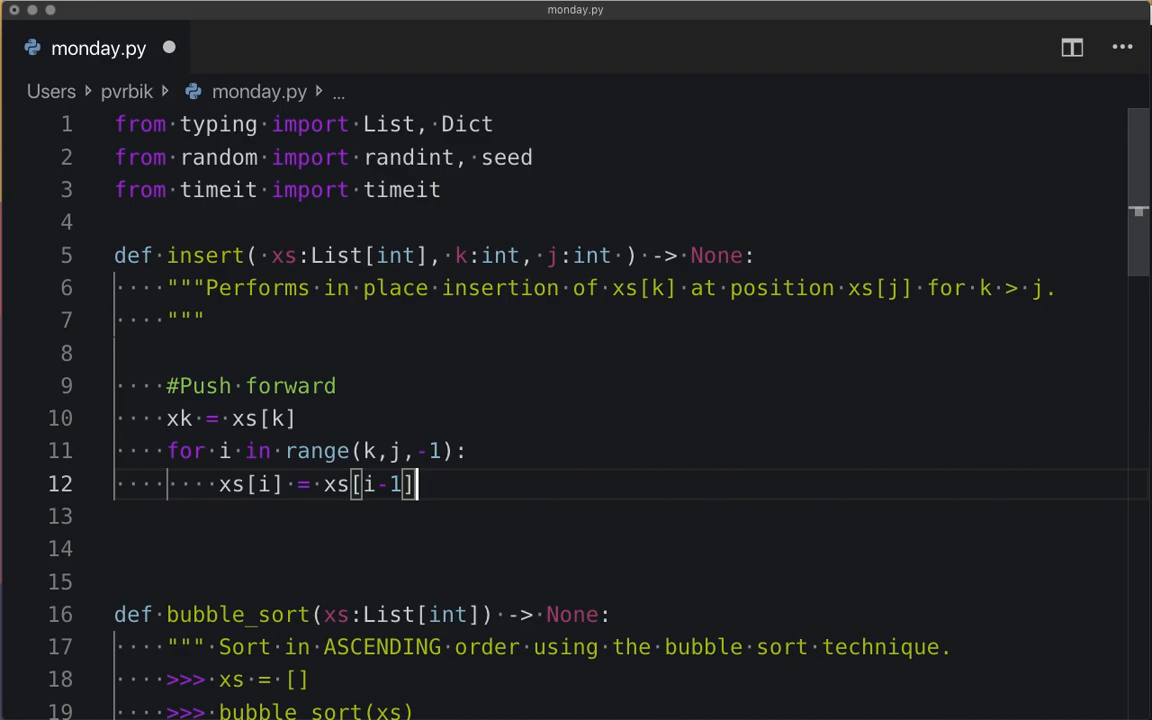 monday.py
monday.py
Users pvrbik monday.py ...
1 from typing import List, Dict
2 from random import randint, seed
3 from timeit import timeit
4
5 def insert( xs:List[int], k:int, j:int ) -> None:
6 """Performs in place insertion of xs[k] at position xs[j] for k > j.
7 """
8
9 #Push forward
10 xk = xs[k]
11 for i in range(k,j,-1):
12 xs[i] = xs[i-1]
13
14
15
16 def bubble_sort(xs:List[int]) -> None:
17 """ Sort in ASCENDING order using the bubble sort technique.
18 >>> xs = []
19 >>> bubble_sort(xs)